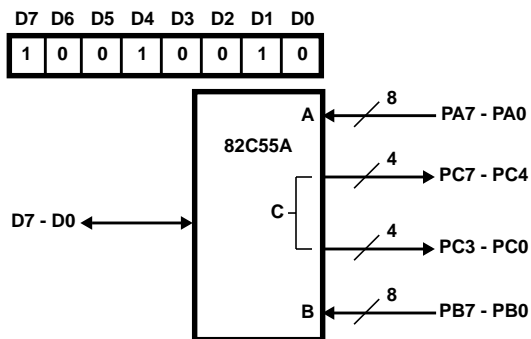 D7 D6 D5 D4 D3 D2 D1 D0
1 0 0 1 0 0 1 0
A 8 PA7 - PA0
82C55A
4 PC7 - PC4
C
D7 - D0
4 PC3 - PC0
B 8 PB7 - PB0